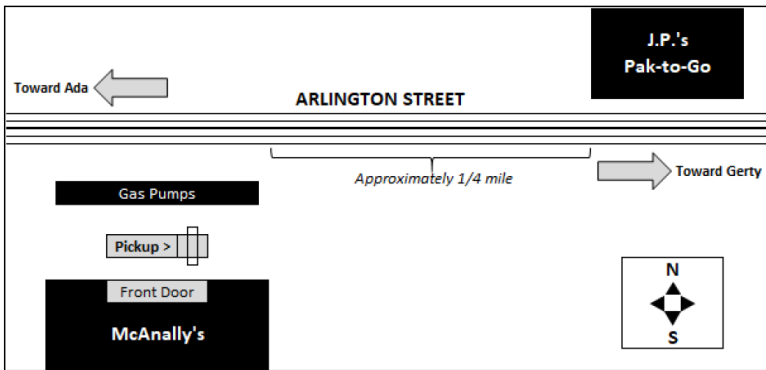 J.P.'s
Pak-to-Go
Toward Ada
ARLINGTON STREET
Approximately 1/4 mile
Toward Gerty
Gas Pumps
Pickup >
Front Door
McAnally's
N
S